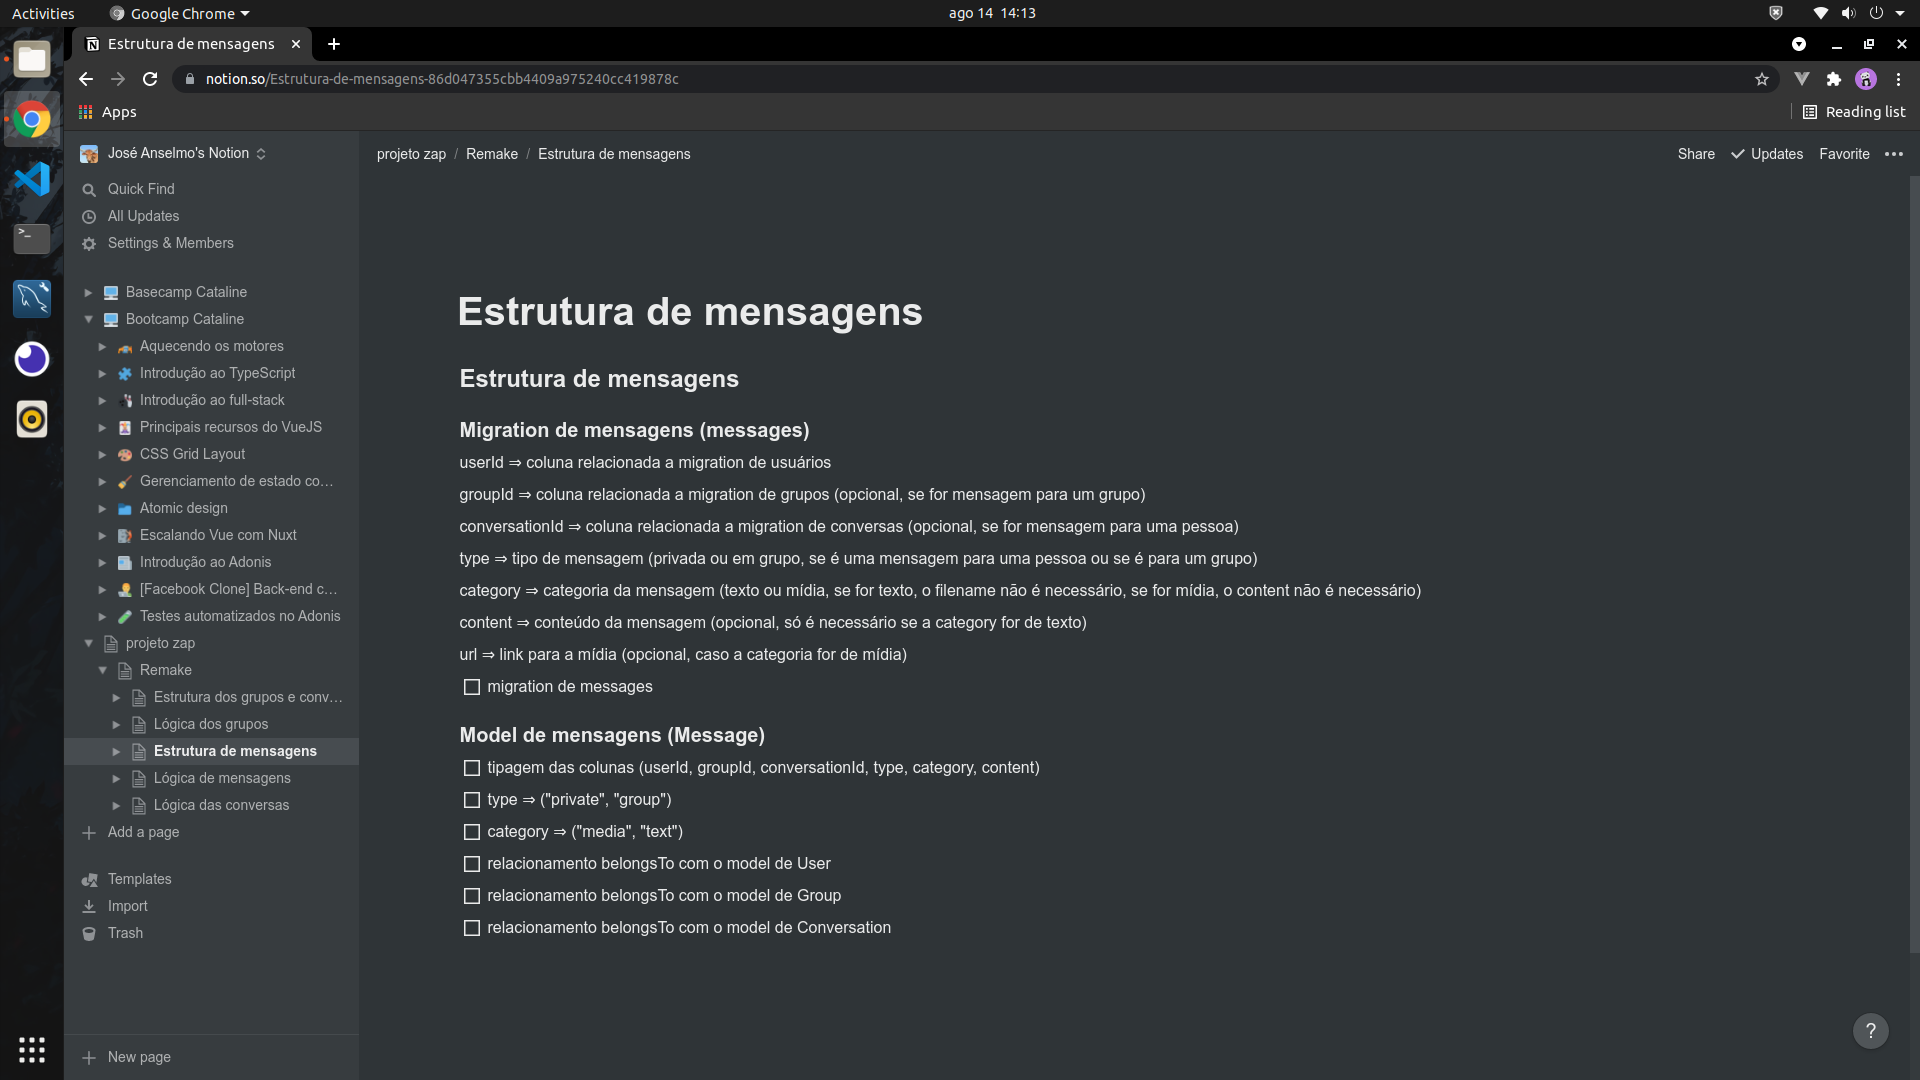 Activities
Google Chrome
ago 14 14:13
Estrutura de mensagens
notion.so/Estrutura-de-mensagens-86d047355cbb4409a975240cc419878c
Apps
Reading list
José Anselmo's Notion
Quick Find
All Updates
Settings & Members
Basecamp Cataline
Bootcamp Cataline
Aquecendo os motores
Introdução ao TypeScript
Introdução ao full-stack
Principais recursos do VueJS
CSS Grid Layout
Gerenciamento de estado co…
Atomic design
Escalando Vue com Nuxt
Introdução ao Adonis
[Facebook Clone] Back-end c…
Testes automatizados no Adonis
projeto zap
Remake
Estrutura dos grupos e conv…
Lógica dos grupos
Estrutura de mensagens
Lógica de mensagens
Lógica das conversas
Add a page
Templates
Import
Trash
New page
projeto zap / Remake / Estrutura de mensagens
Share Updates Favorite
Estrutura de mensagens
Estrutura de mensagens
Migration de mensagens (messages)
userId ⇒ coluna relacionada a migration de usuários
groupId ⇒ coluna relacionada a migration de grupos (opcional, se for mensagem para um grupo)
conversationId ⇒ coluna relacionada a migration de conversas (opcional, se for mensagem para uma pessoa)
type ⇒ tipo de mensagem (privada ou em grupo, se é uma mensagem para uma pessoa ou se é para um grupo)
category ⇒ categoria da mensagem (texto ou mídia, se for texto, o filename não é necessário, se for mídia, o content não é necessário)
content ⇒ conteúdo da mensagem (opcional, só é necessário se a category for de texto)
url ⇒ link para a mídia (opcional, caso a categoria for de mídia)
migration de messages
Model de mensagens (Message)
tipagem das colunas (userId, groupId, conversationId, type, category, content)
type ⇒ ("private", "group")
category ⇒ ("media", "text")
relacionamento belongsTo com o model de User
relacionamento belongsTo com o model de Group
relacionamento belongsTo com o model de Conversation
?